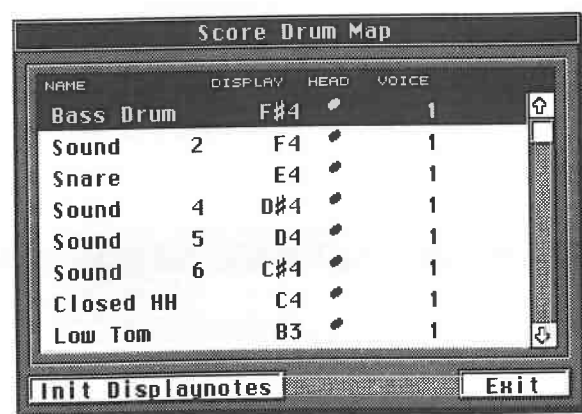 Score Drum Map
NAME DISPLAY HEAD VOICE
Bass Drum F#4 1
Sound 2 F4 1
Snare E4 1
Sound 4 D#4 1
Sound 5 D4 1
Sound 6 C#4 1
Closed HH C4 1
Low Tom B3 1
Init Displaynotes Exit